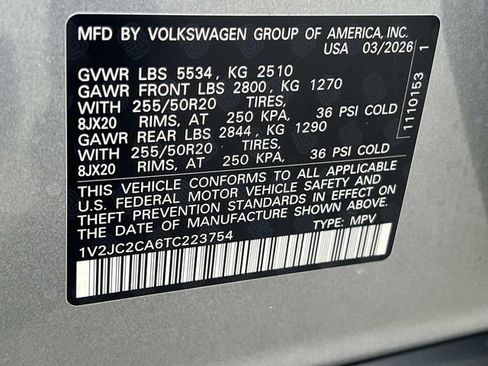 MFD BY VOLKSWAGEN GROUP OF AMERICA, INC.
USA 03/2026
GVWR LBS 5534, KG 2510
GAWR FRONT LBS 2800, KG 1270
WITH 255/50R20 TIRES,
8JX20 RIMS, AT 250 KPA, 36 PSI COLD
GAWR REAR LBS 2844, KG 1290
WITH 255/50R20 TIRES,
8JX20 RIMS, AT 250 KPA, 36 PSI COLD
THIS VEHICLE CONFORMS TO ALL APPLICABLE
U.S. FEDERAL MOTOR VEHICLE SAFETY AND
THEFT PREVENTION STANDARDS IN EFFECT ON THE
DATE OF MANUFACTURE SHOWN ABOVE.
1V2JC2CA6TC223754 TYPE: MPV
1110153 1